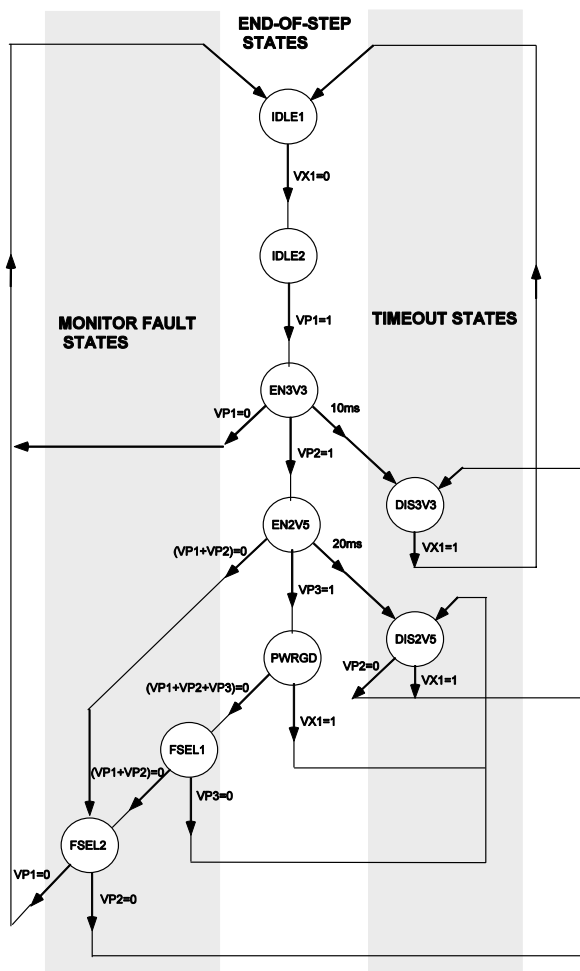 END-OF-STEP
STATES
IDLE1
VX1=0
IDLE2
MONITOR FAULT
STATES
TIMEOUT STATES
VP1=1
EN3V3
VP1=0
10ms
VP2=1
DIS3V3
EN2V5
VX1=1
(VP1+VP2)=0
20ms
VP3=1
DIS2V5
PWRGD
VP2=0
VX1=1
(VP1+VP2+VP3)=0
VX1=1
FSEL1
(VP1+VP2)=0
VP3=0
FSEL2
VP1=0
VP2=0